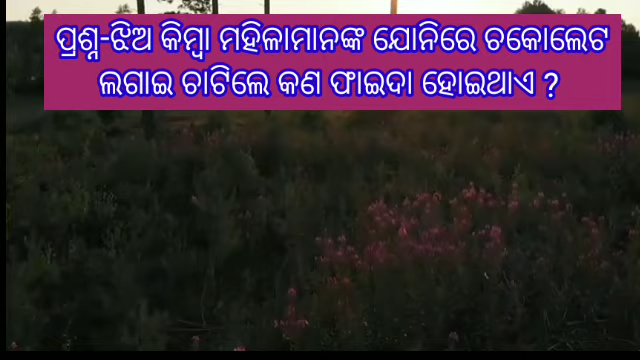 ପ୍ରଶ୍ନ-ଝିଅ କିମ୍ବା ମହିଳାମାନଙ୍କ ଯୋନିରେ ଚକୋଲେଟ
ଲଗାଇ ଚାଟିଲେ କଣ ଫାଇଦା ହୋଇଥାଏ ?